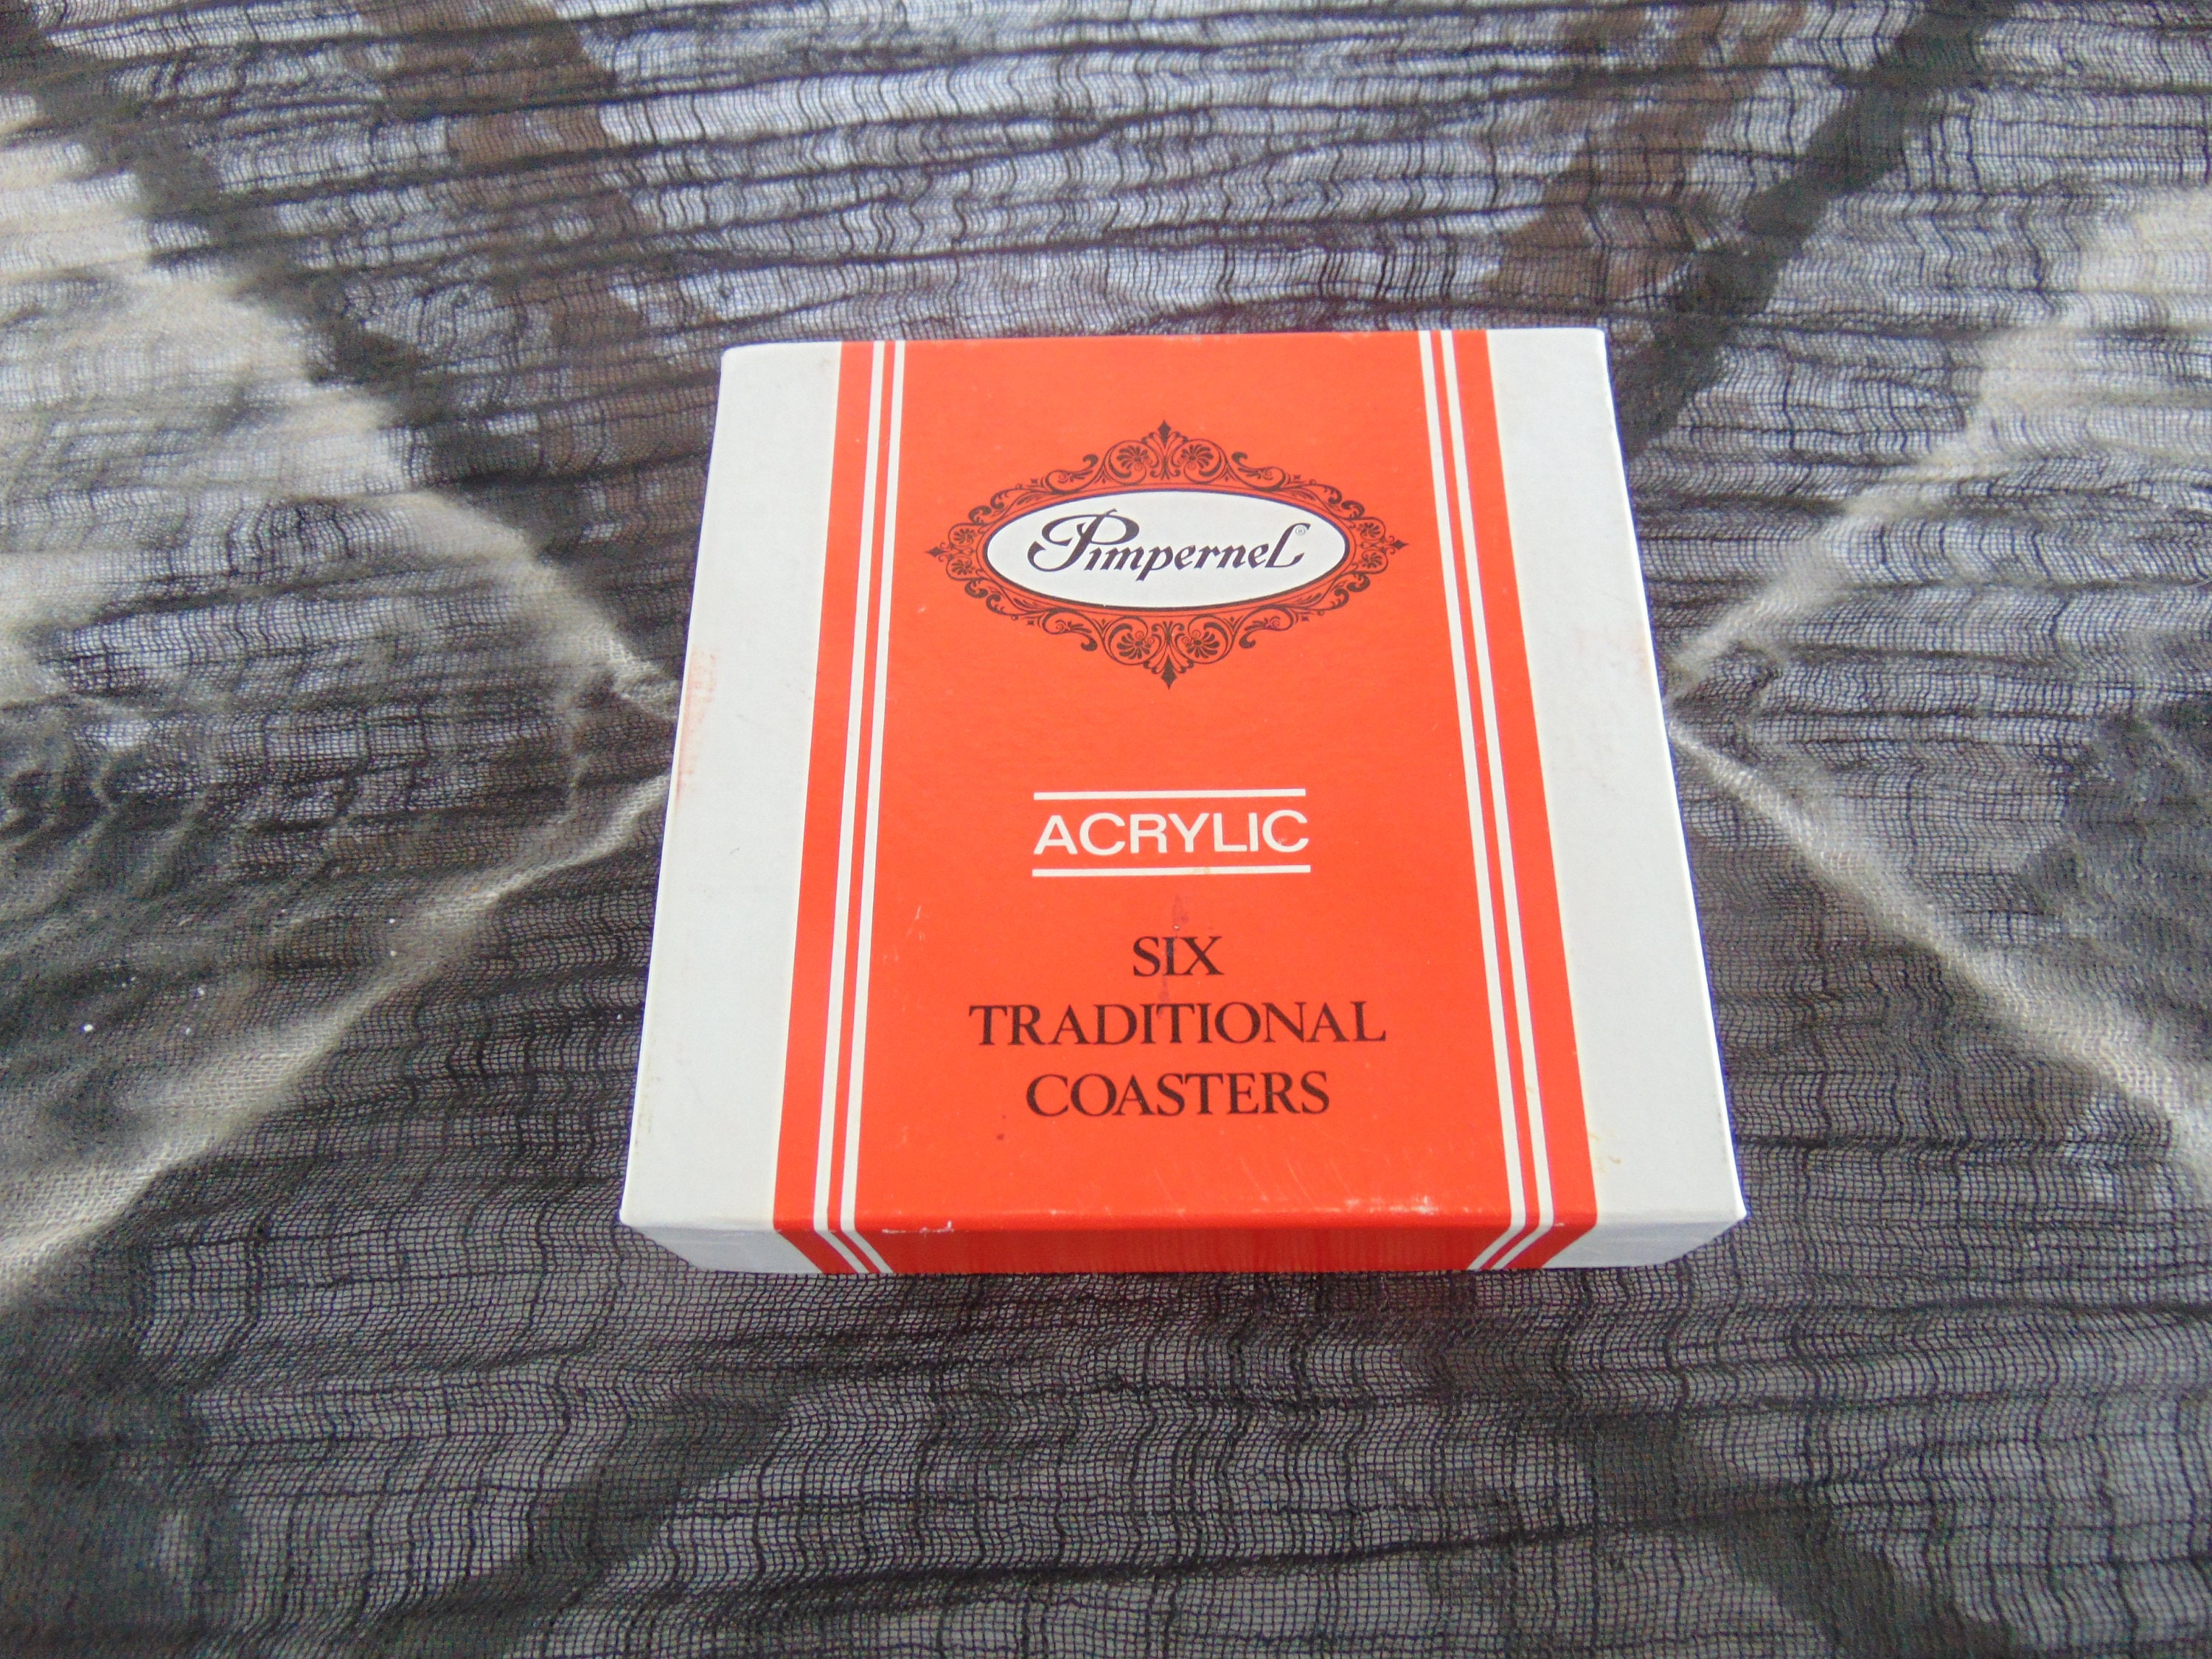 Pimpernel®
ACRYLIC
SIX
TRADITIONAL
COASTERS